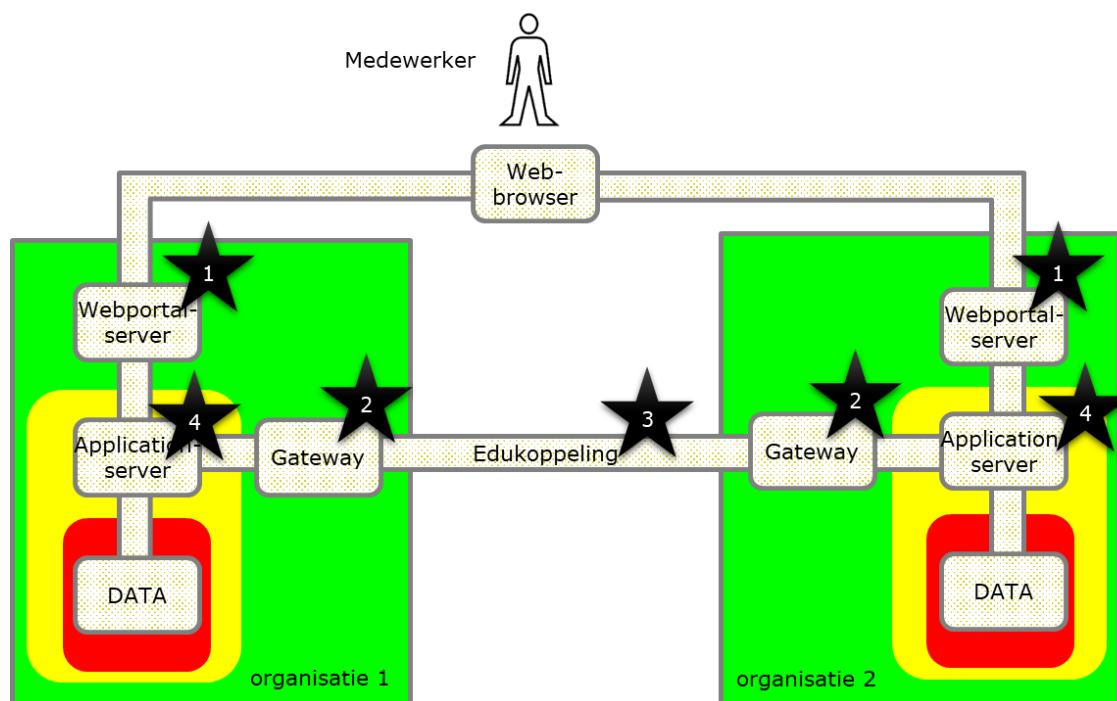 Medewerker
Web-
browser
1
1
Webportal-
server
Webportal-
server
2
3
2
4
4
Application-
server
Gateway
Edukoppeling
Gateway
Application
server
DATA
DATA
organisatie 1
organisatie 2